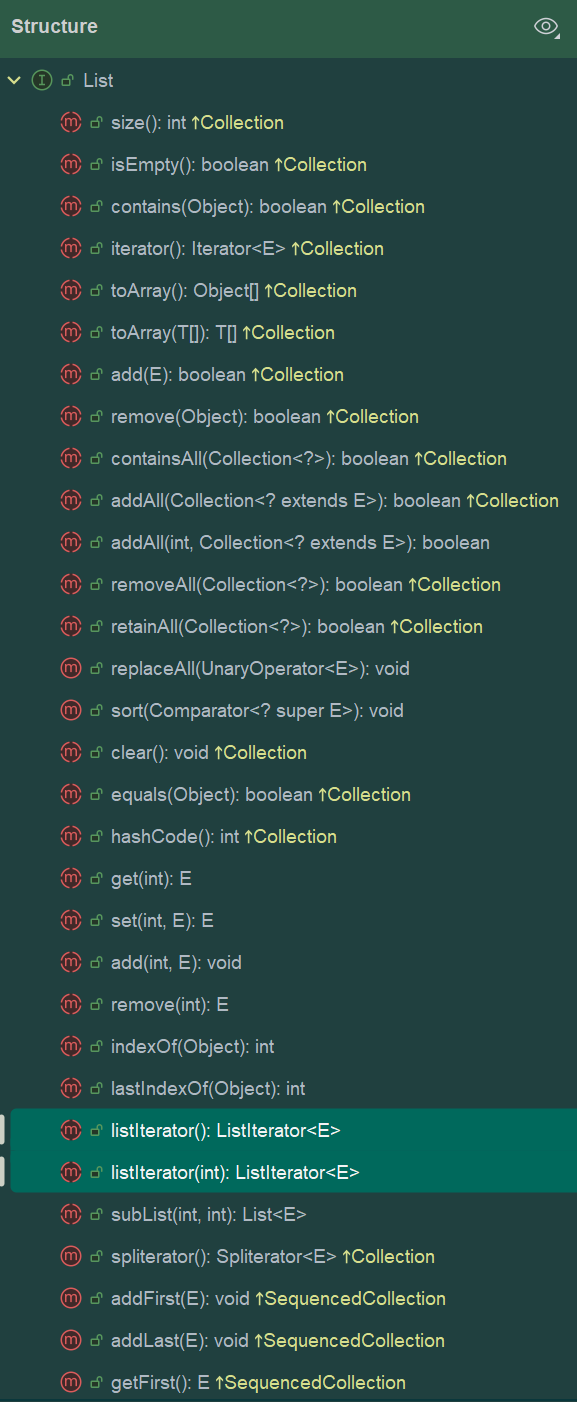 Structure
List
size(): int ↑Collection
isEmpty(): boolean ↑Collection
contains(Object): boolean ↑Collection
iterator(): Iterator<E> ↑Collection
toArray(): Object[] ↑Collection
toArray(T[]): T[] ↑Collection
add(E): boolean ↑Collection
remove(Object): boolean ↑Collection
containsAll(Collection<?>): boolean ↑Collection
addAll(Collection<? extends E>): boolean ↑Collection
addAll(int, Collection<? extends E>): boolean
removeAll(Collection<?>): boolean ↑Collection
retainAll(Collection<?>): boolean ↑Collection
replaceAll(UnaryOperator<E>): void
sort(Comparator<? super E>): void
clear(): void ↑Collection
equals(Object): boolean ↑Collection
hashCode(): int ↑Collection
get(int): E
set(int, E): E
add(int, E): void
remove(int): E
indexOf(Object): int
lastIndexOf(Object): int
listIterator(): ListIterator<E>
listIterator(int): ListIterator<E>
subList(int, int): List<E>
spliterator(): Spliterator<E> ↑Collection
addFirst(E): void ↑SequencedCollection
addLast(E): void ↑SequencedCollection
getFirst(): E ↑SequencedCollection